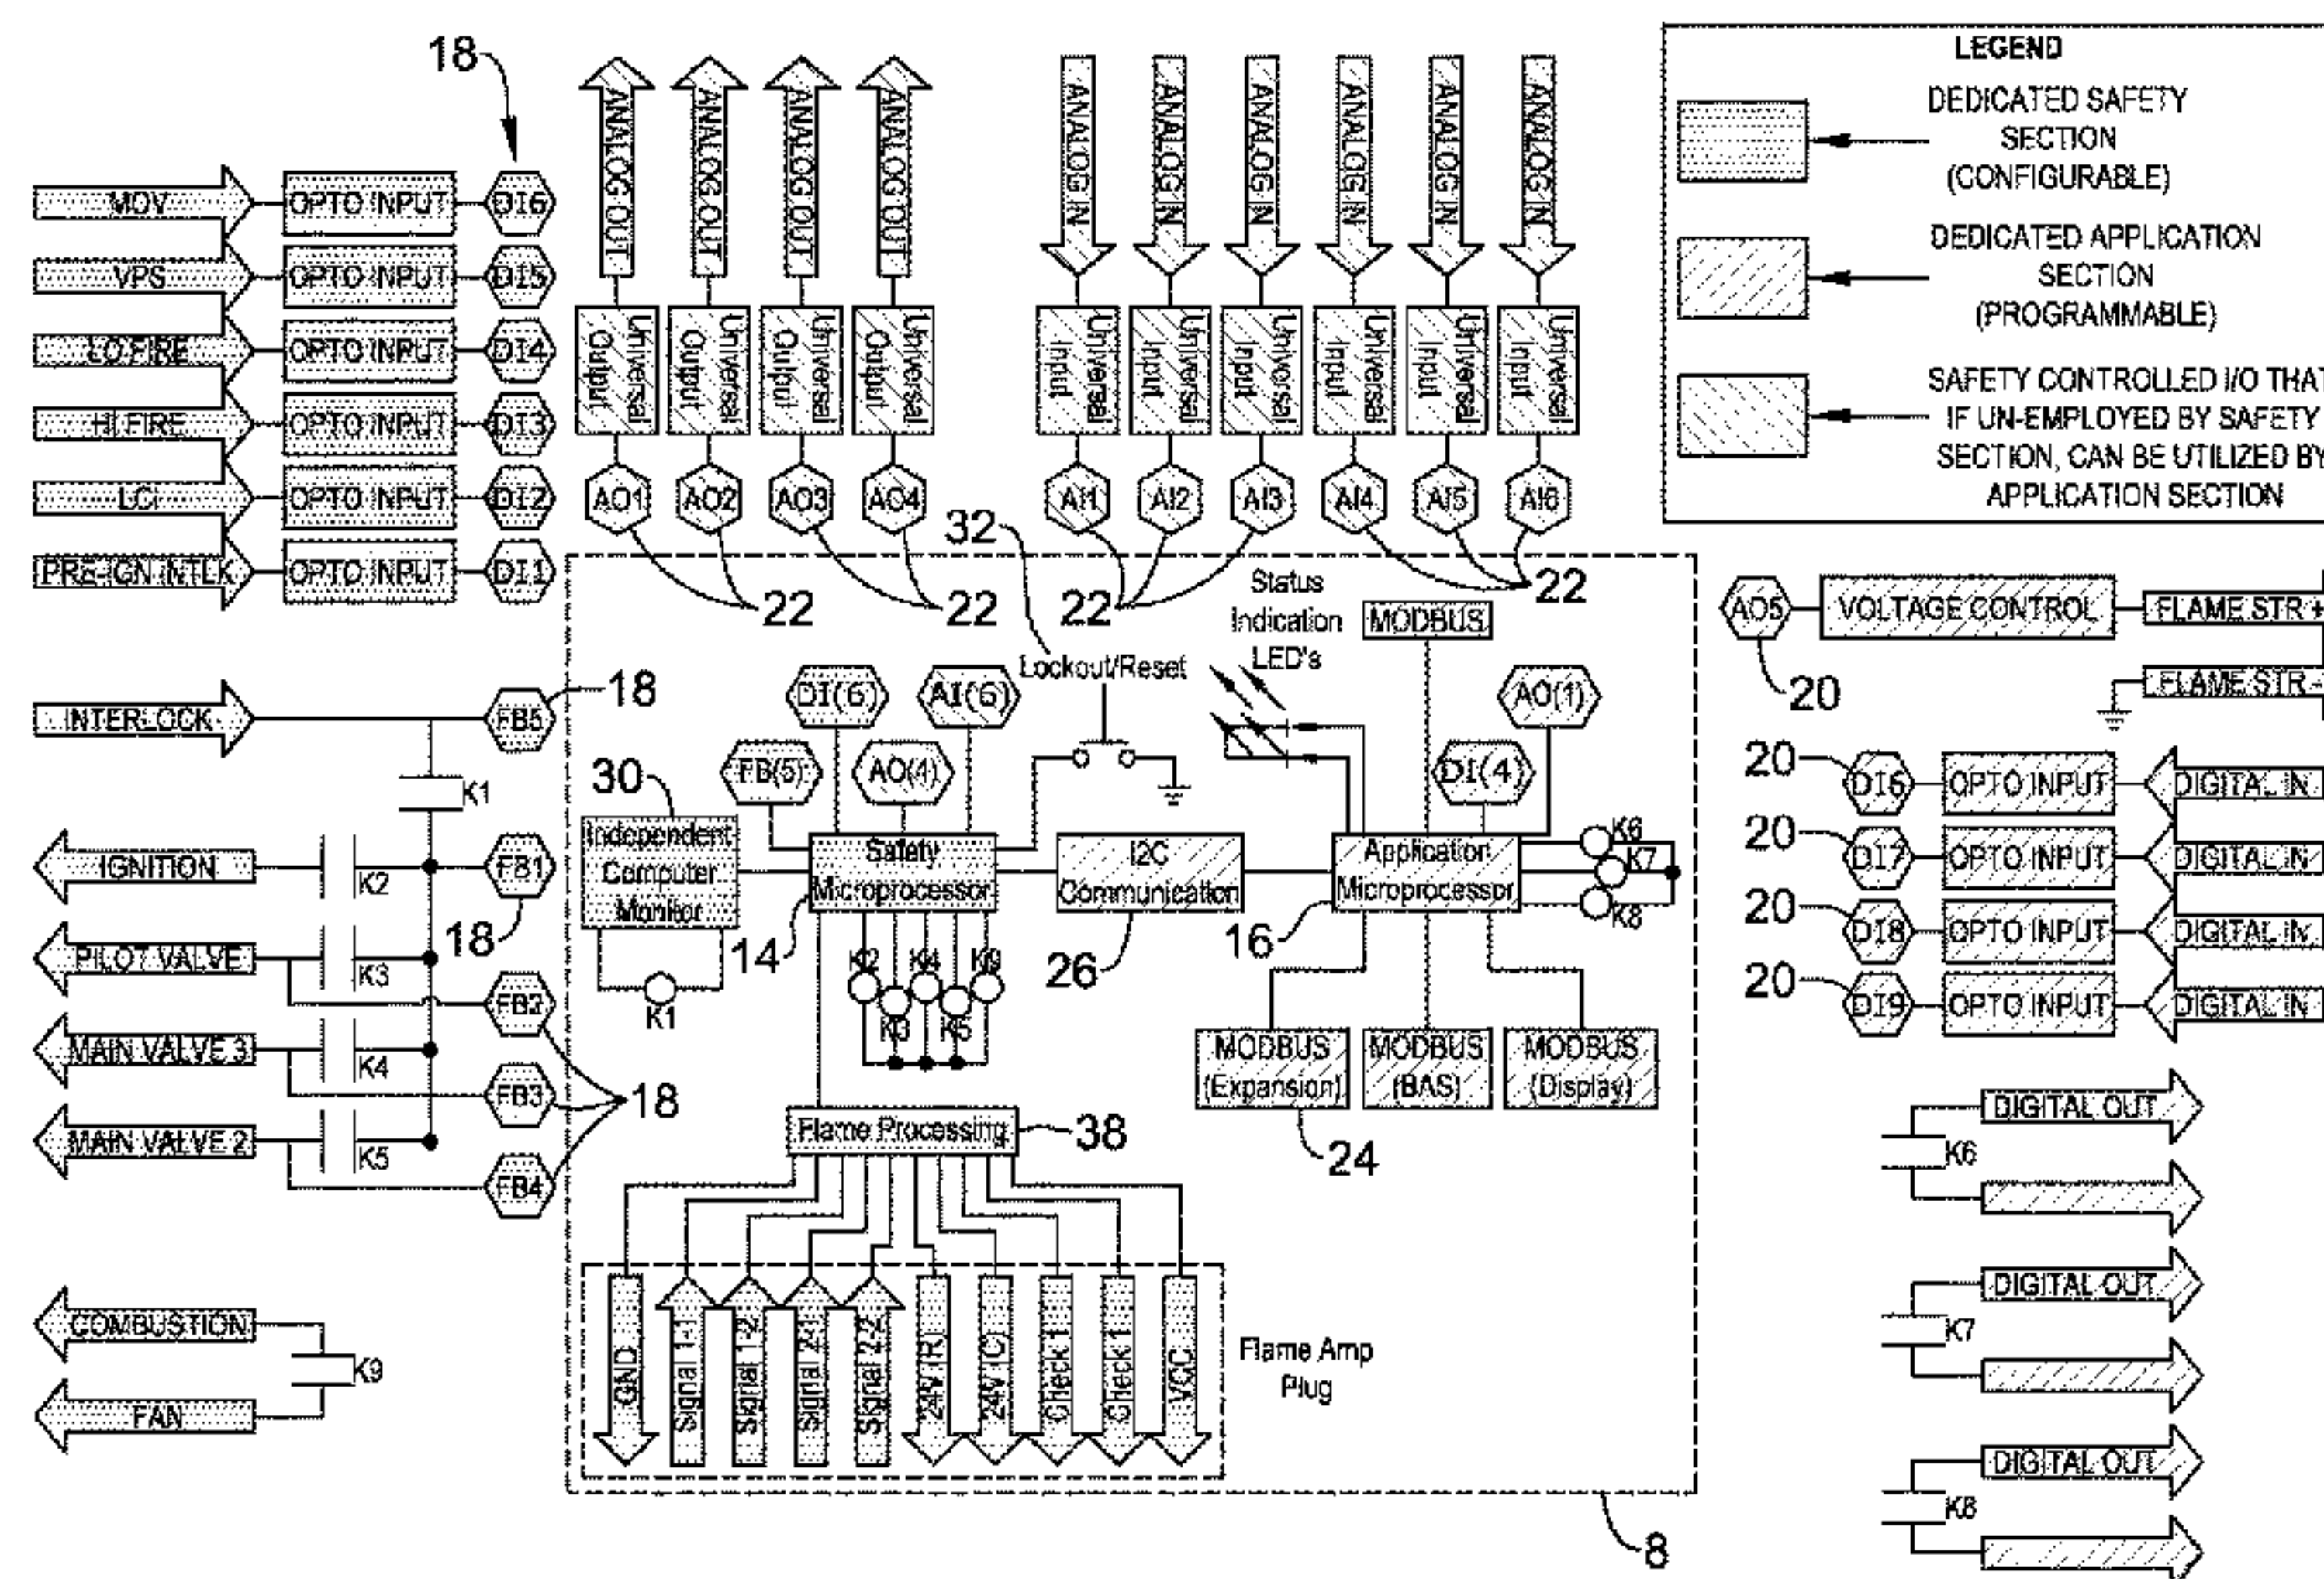 18
MOV
OPTO INPUT
DI6
VPS
OPTO INPUT
DI5
LO FIRE
OPTO INPUT
DI4
HI FIRE
OPTO INPUT
DI3
LCI
OPTO INPUT
DI2
PRE-IGN INTLK
OPTO INPUT
DI1
ANALOG OUT
ANALOG OUT
ANALOG OUT
ANALOG OUT
Universal
Output
Universal
Output
Universal
Output
Universal
Output
AO1
AO2
AO3
AO4
22
22
ANALOG IN
ANALOG IN
ANALOG IN
ANALOG IN
ANALOG IN
ANALOG IN
Universal
Input
Universal
Input
Universal
Input
Universal
Input
Universal
Input
Universal
Input
AI1
AI2
AI3
AI4
AI5
AI6
22
22
LEGEND
DEDICATED SAFETY
SECTION
(CONFIGURABLE)
DEDICATED APPLICATION
SECTION
(PROGRAMMABLE)
SAFETY CONTROLLED I/O THAT
IF UN-EMPLOYED BY SAFETY
SECTION, CAN BE UTILIZED BY
APPLICATION SECTION
INTERLOCK
FB5
18
K1
IGNITION
K2
FB1
18
PILOT VALVE
K3
FB2
MAIN VALVE 3
K4
FB3
18
MAIN VALVE 2
K5
FB4
COMBUSTION
K9
FAN
32
Lockout/Reset
Status
Indication
LED's
MODBUS
DI(6)
AI(6)
FB(5)
AO(4)
AO(1)
DI(4)
30
Independent
Computer
Monitor
K1
Safety
Microprocessor
14
K2
K4
K9
K3
K5
I2C
Communication
26
Application
Microprocessor
16
K6
K7
K8
MODBUS
(Expansion)
MODBUS
(BAS)
MODBUS
(Display)
24
Flame Processing
38
GND
Signal 1-1
Signal 1-2
Signal 2-1
Signal 2-2
24V (R)
24V (C)
Check 1
Check 1
VCC
Flame Amp
Plug
8
AO5
VOLTAGE CONTROL
FLAME STR +
20
FLAME STR -
20
DI6
OPTO INPUT
DIGITAL IN
20
DI7
OPTO INPUT
DIGITAL IN
20
DI8
OPTO INPUT
DIGITAL IN
20
DI9
OPTO INPUT
DIGITAL IN
DIGITAL OUT
K6
DIGITAL OUT
K7
DIGITAL OUT
K8